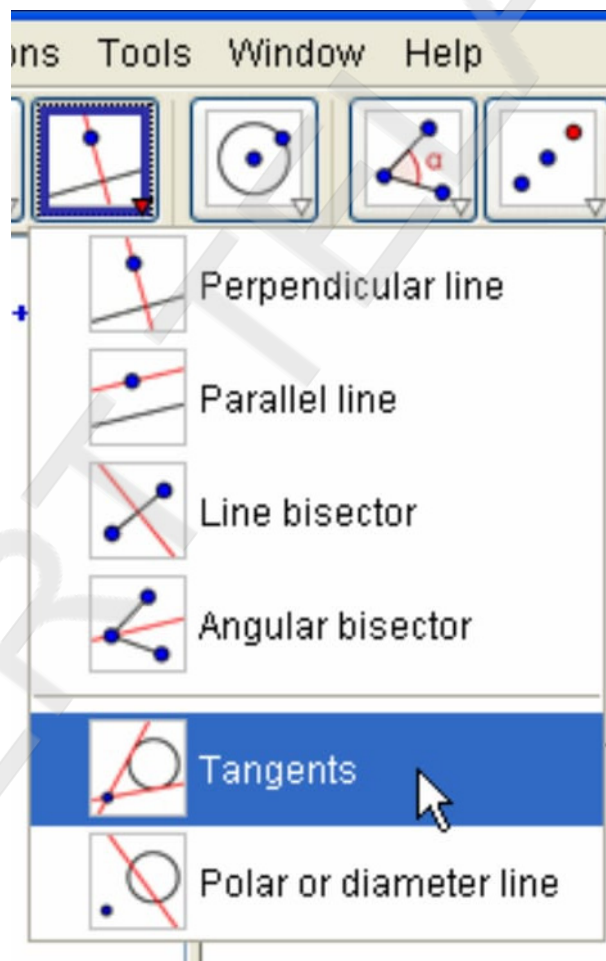 ons Tools Window Help
α
Perpendicular line
Parallel line
Line bisector
Angular bisector
Tangents
Polar or diameter line